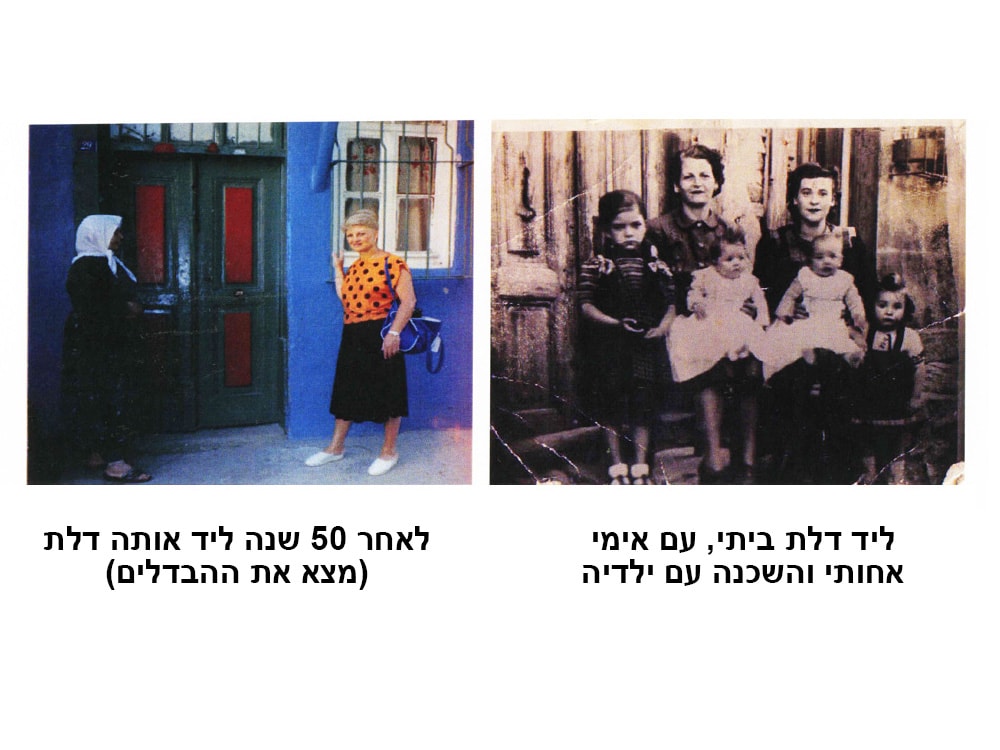 ליד דלת ביתי, עם אימי
אחותי והשכנה עם ילדיה
לאחר 50 שנה ליד אותה דלת
(מצא את ההבדלים)